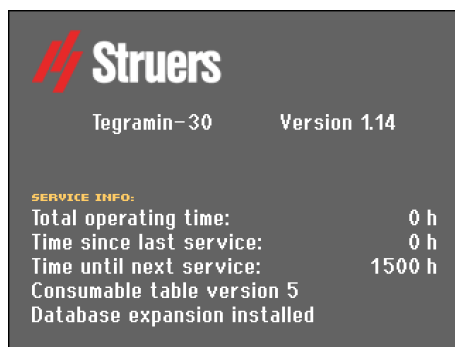 Struers
Tegramin-30 Version 1.14
SERVICE INFO:
Total operating time: 0 h
Time since last service: 0 h
Time until next service: 1500 h
Consumable table version 5
Database expansion installed